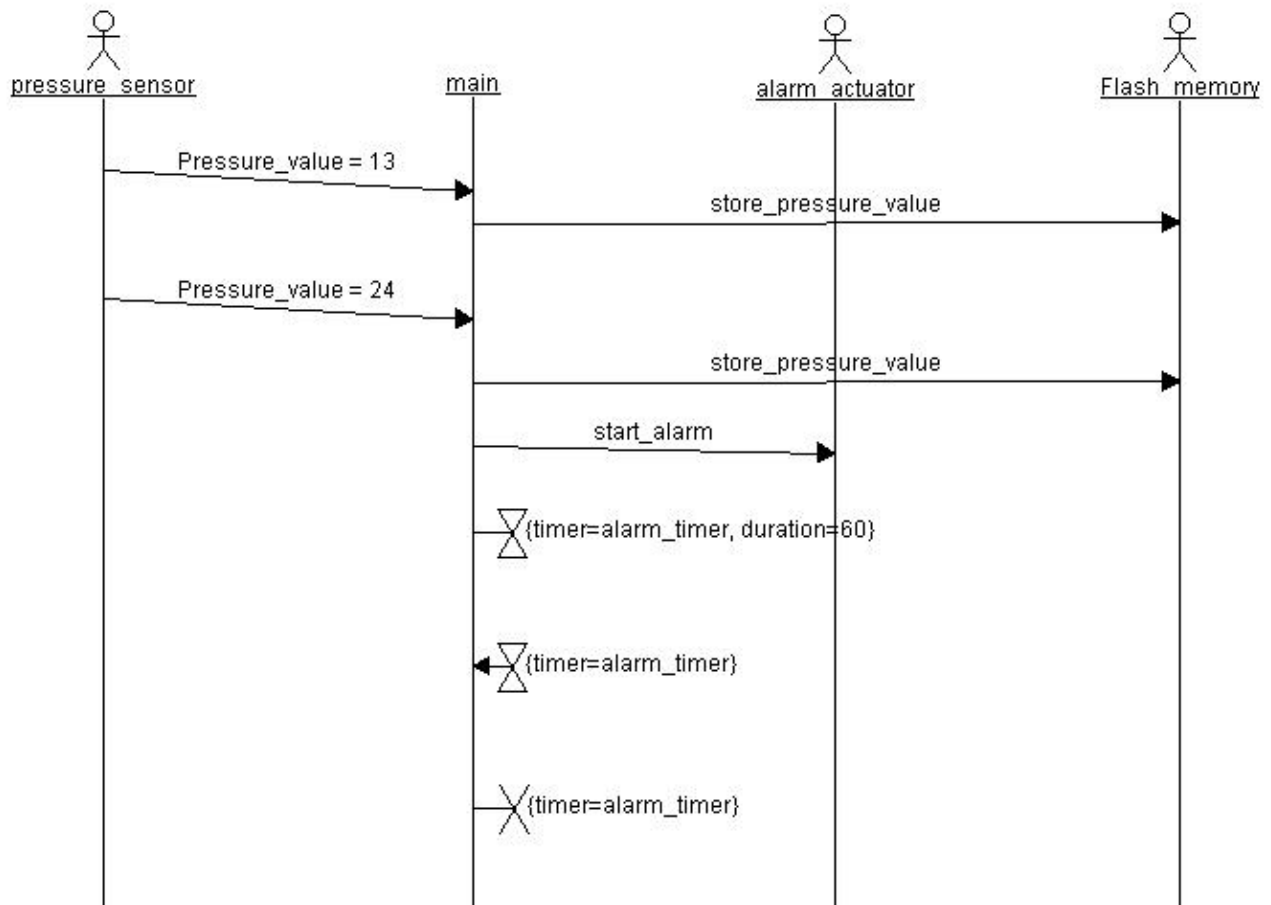 pressure_sensor
main
alarm_actuator
Flash_memory
Pressure_value = 13
store_pressure_value
Pressure_value = 24
store_pressure_value
start_alarm
{timer=alarm_timer, duration=60}
{timer=alarm_timer}
{timer=alarm_timer}